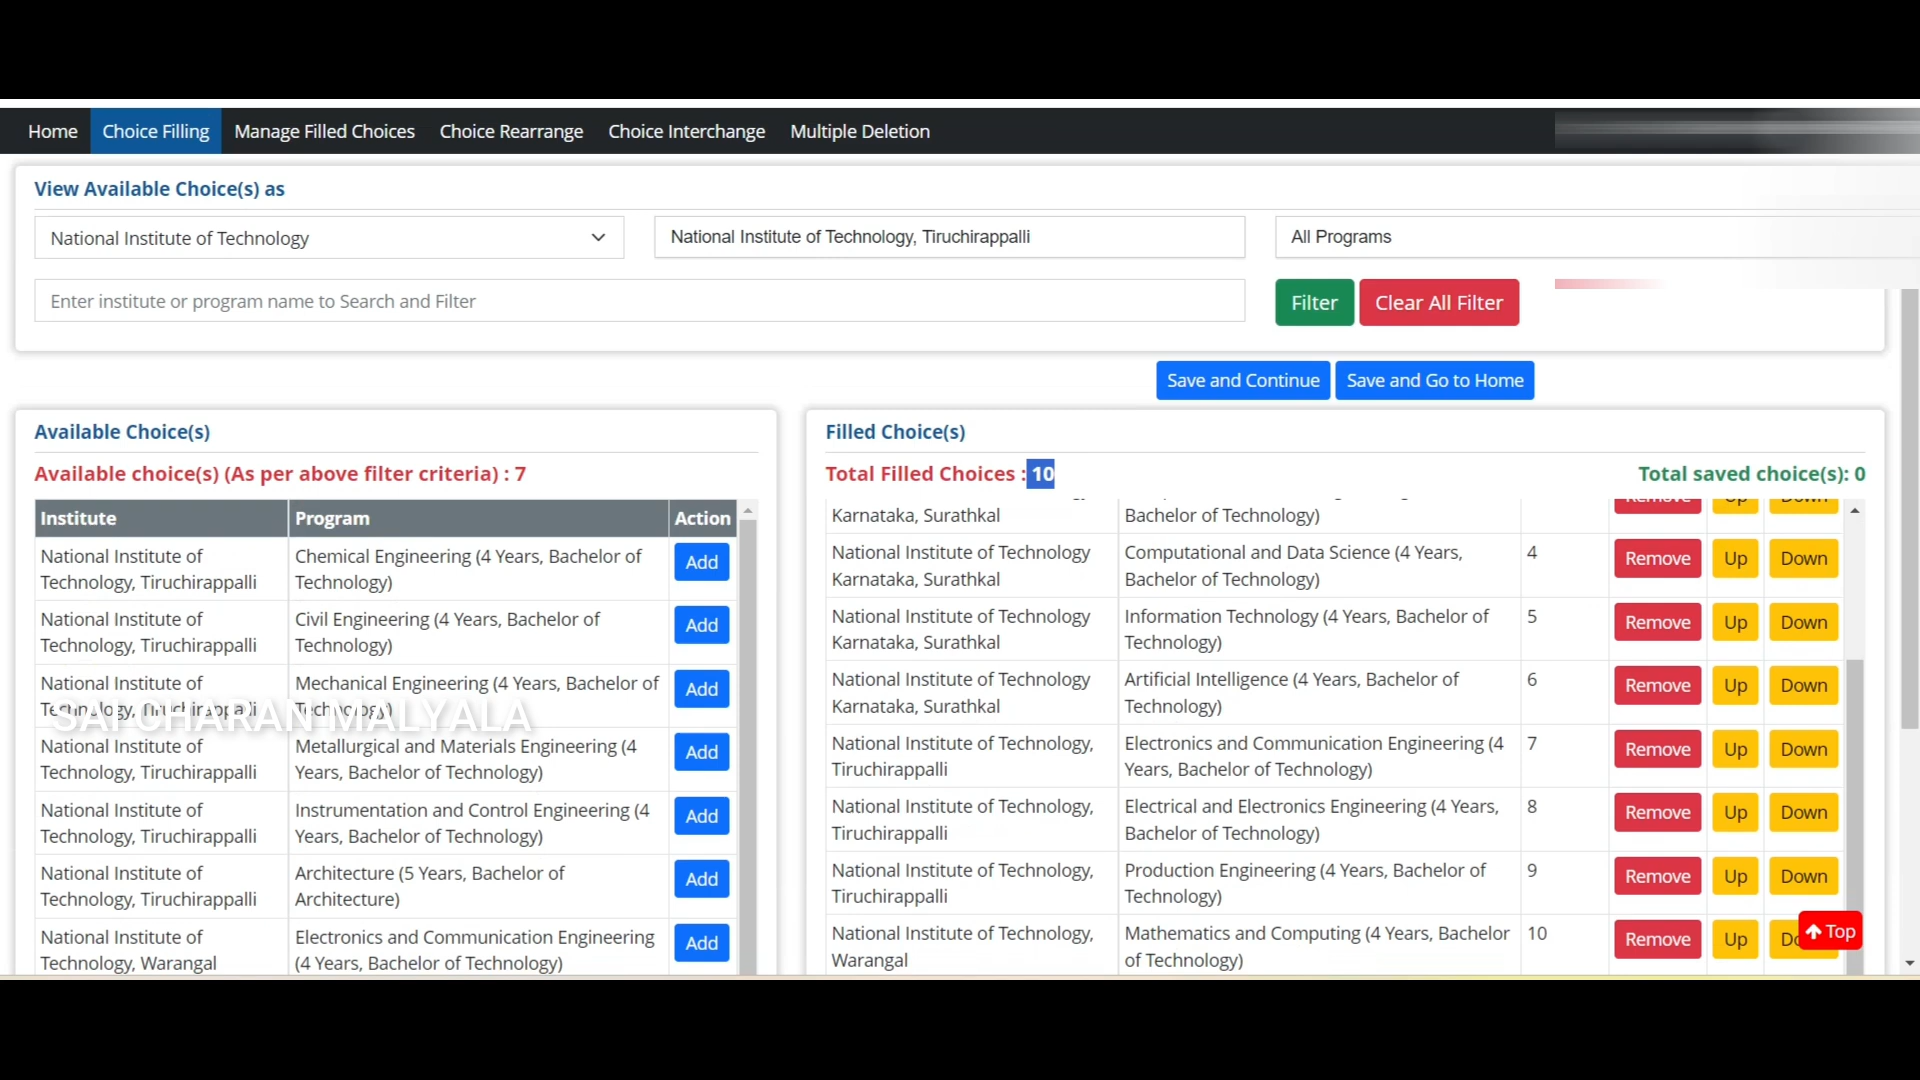 Home Choice Filling Manage Filled Choices Choice Rearrange Choice Interchange Multiple Deletion
View Available Choice(s) as
National Institute of Technology
National Institute of Technology, Tiruchirappalli
All Programs
Enter institute or program name to Search and Filter
Filter
Clear All Filter
Save and Continue
Save and Go to Home
Available Choice(s)
Available choice(s) (As per above filter criteria) : 7
Institute Program Action
National Institute of Chemical Engineering (4 Years, Bachelor of Add
Technology, Tiruchirappalli Technology)
National Institute of Civil Engineering (4 Years, Bachelor of Add
Technology, Tiruchirappalli Technology)
National Institute of Mechanical Engineering (4 Years, Bachelor of Add
Technology, Tiruchirappalli Technology)
SAI CHARAN MALYALA
National Institute of Metallurgical and Materials Engineering (4 Add
Technology, Tiruchirappalli Years, Bachelor of Technology)
National Institute of Instrumentation and Control Engineering (4 Add
Technology, Tiruchirappalli Years, Bachelor of Technology)
National Institute of Architecture (5 Years, Bachelor of Add
Technology, Tiruchirappalli Architecture)
National Institute of Electronics and Communication Engineering Add
Technology, Warangal (4 Years, Bachelor of Technology)
Filled Choice(s)
Total Filled Choices : 10 Total saved choice(s): 0
Remove Up Down
Karnataka, Surathkal Bachelor of Technology)
National Institute of Technology Computational and Data Science (4 Years, 4 Remove Up Down
Karnataka, Surathkal Bachelor of Technology)
National Institute of Technology Information Technology (4 Years, Bachelor of 5 Remove Up Down
Karnataka, Surathkal Technology)
National Institute of Technology Artificial Intelligence (4 Years, Bachelor of 6 Remove Up Down
Karnataka, Surathkal Technology)
National Institute of Technology, Electronics and Communication Engineering (4 7 Remove Up Down
Tiruchirappalli Years, Bachelor of Technology)
National Institute of Technology, Electrical and Electronics Engineering (4 Years, 8 Remove Up Down
Tiruchirappalli Bachelor of Technology)
National Institute of Technology, Production Engineering (4 Years, Bachelor of 9 Remove Up Down
Tiruchirappalli Technology)
National Institute of Technology, Mathematics and Computing (4 Years, Bachelor 10 Remove Up
Warangal of Technology)
Top